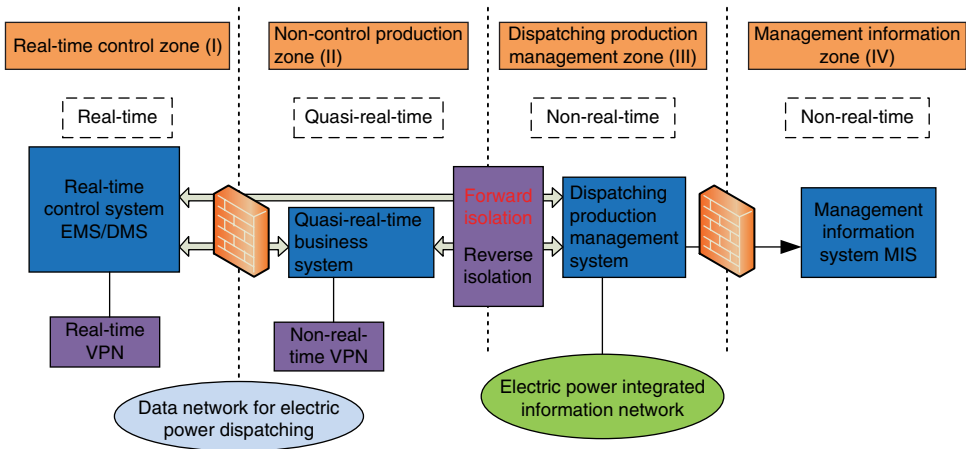 Real-time control zone (I)
Non-control production
zone (II)
Dispatching production
management zone (III)
Management information
zone (IV)
Real-time
Quasi-real-time
Non-real-time
Non-real-time
Real-time
control system
EMS/DMS
Quasi-real-time
business
system
Forward
isolation
Reverse
isolation
Dispatching
production
management
system
Management
information
system MIS
Real-time
VPN
Non-real-
time VPN
Data network for electric
power dispatching
Electric power integrated
information network